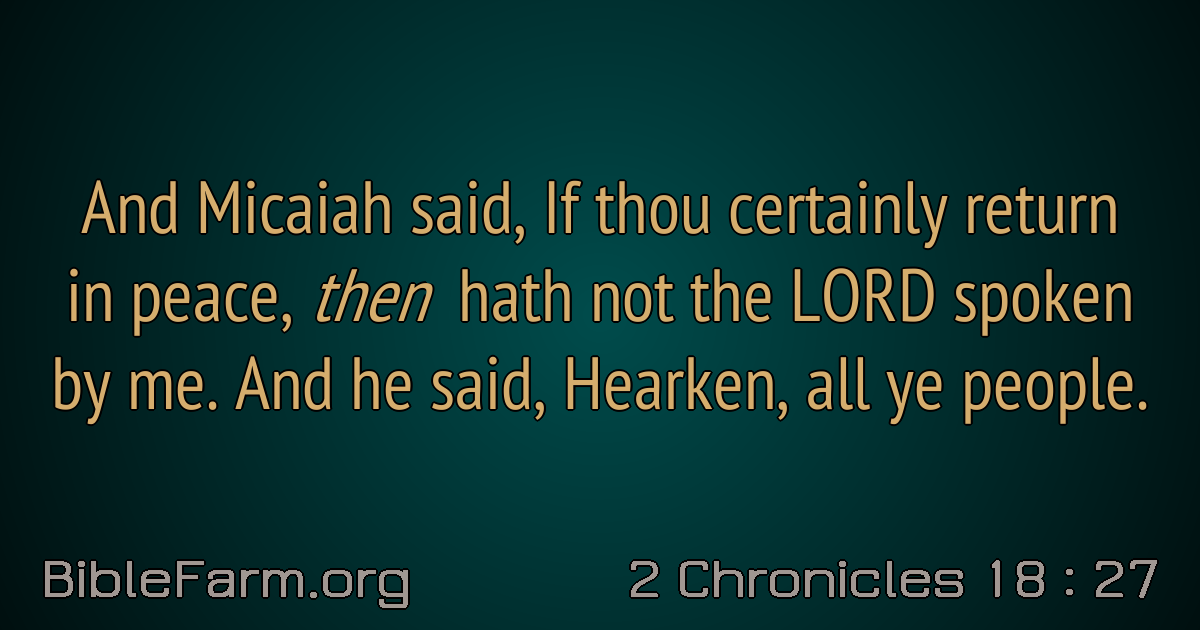 And Micaiah said, If thou certainly return
in peace, then hath not the LORD spoken
by me. And he said, Hearken, all ye people.
BibleFarm.org
2 Chronicles 18 : 27